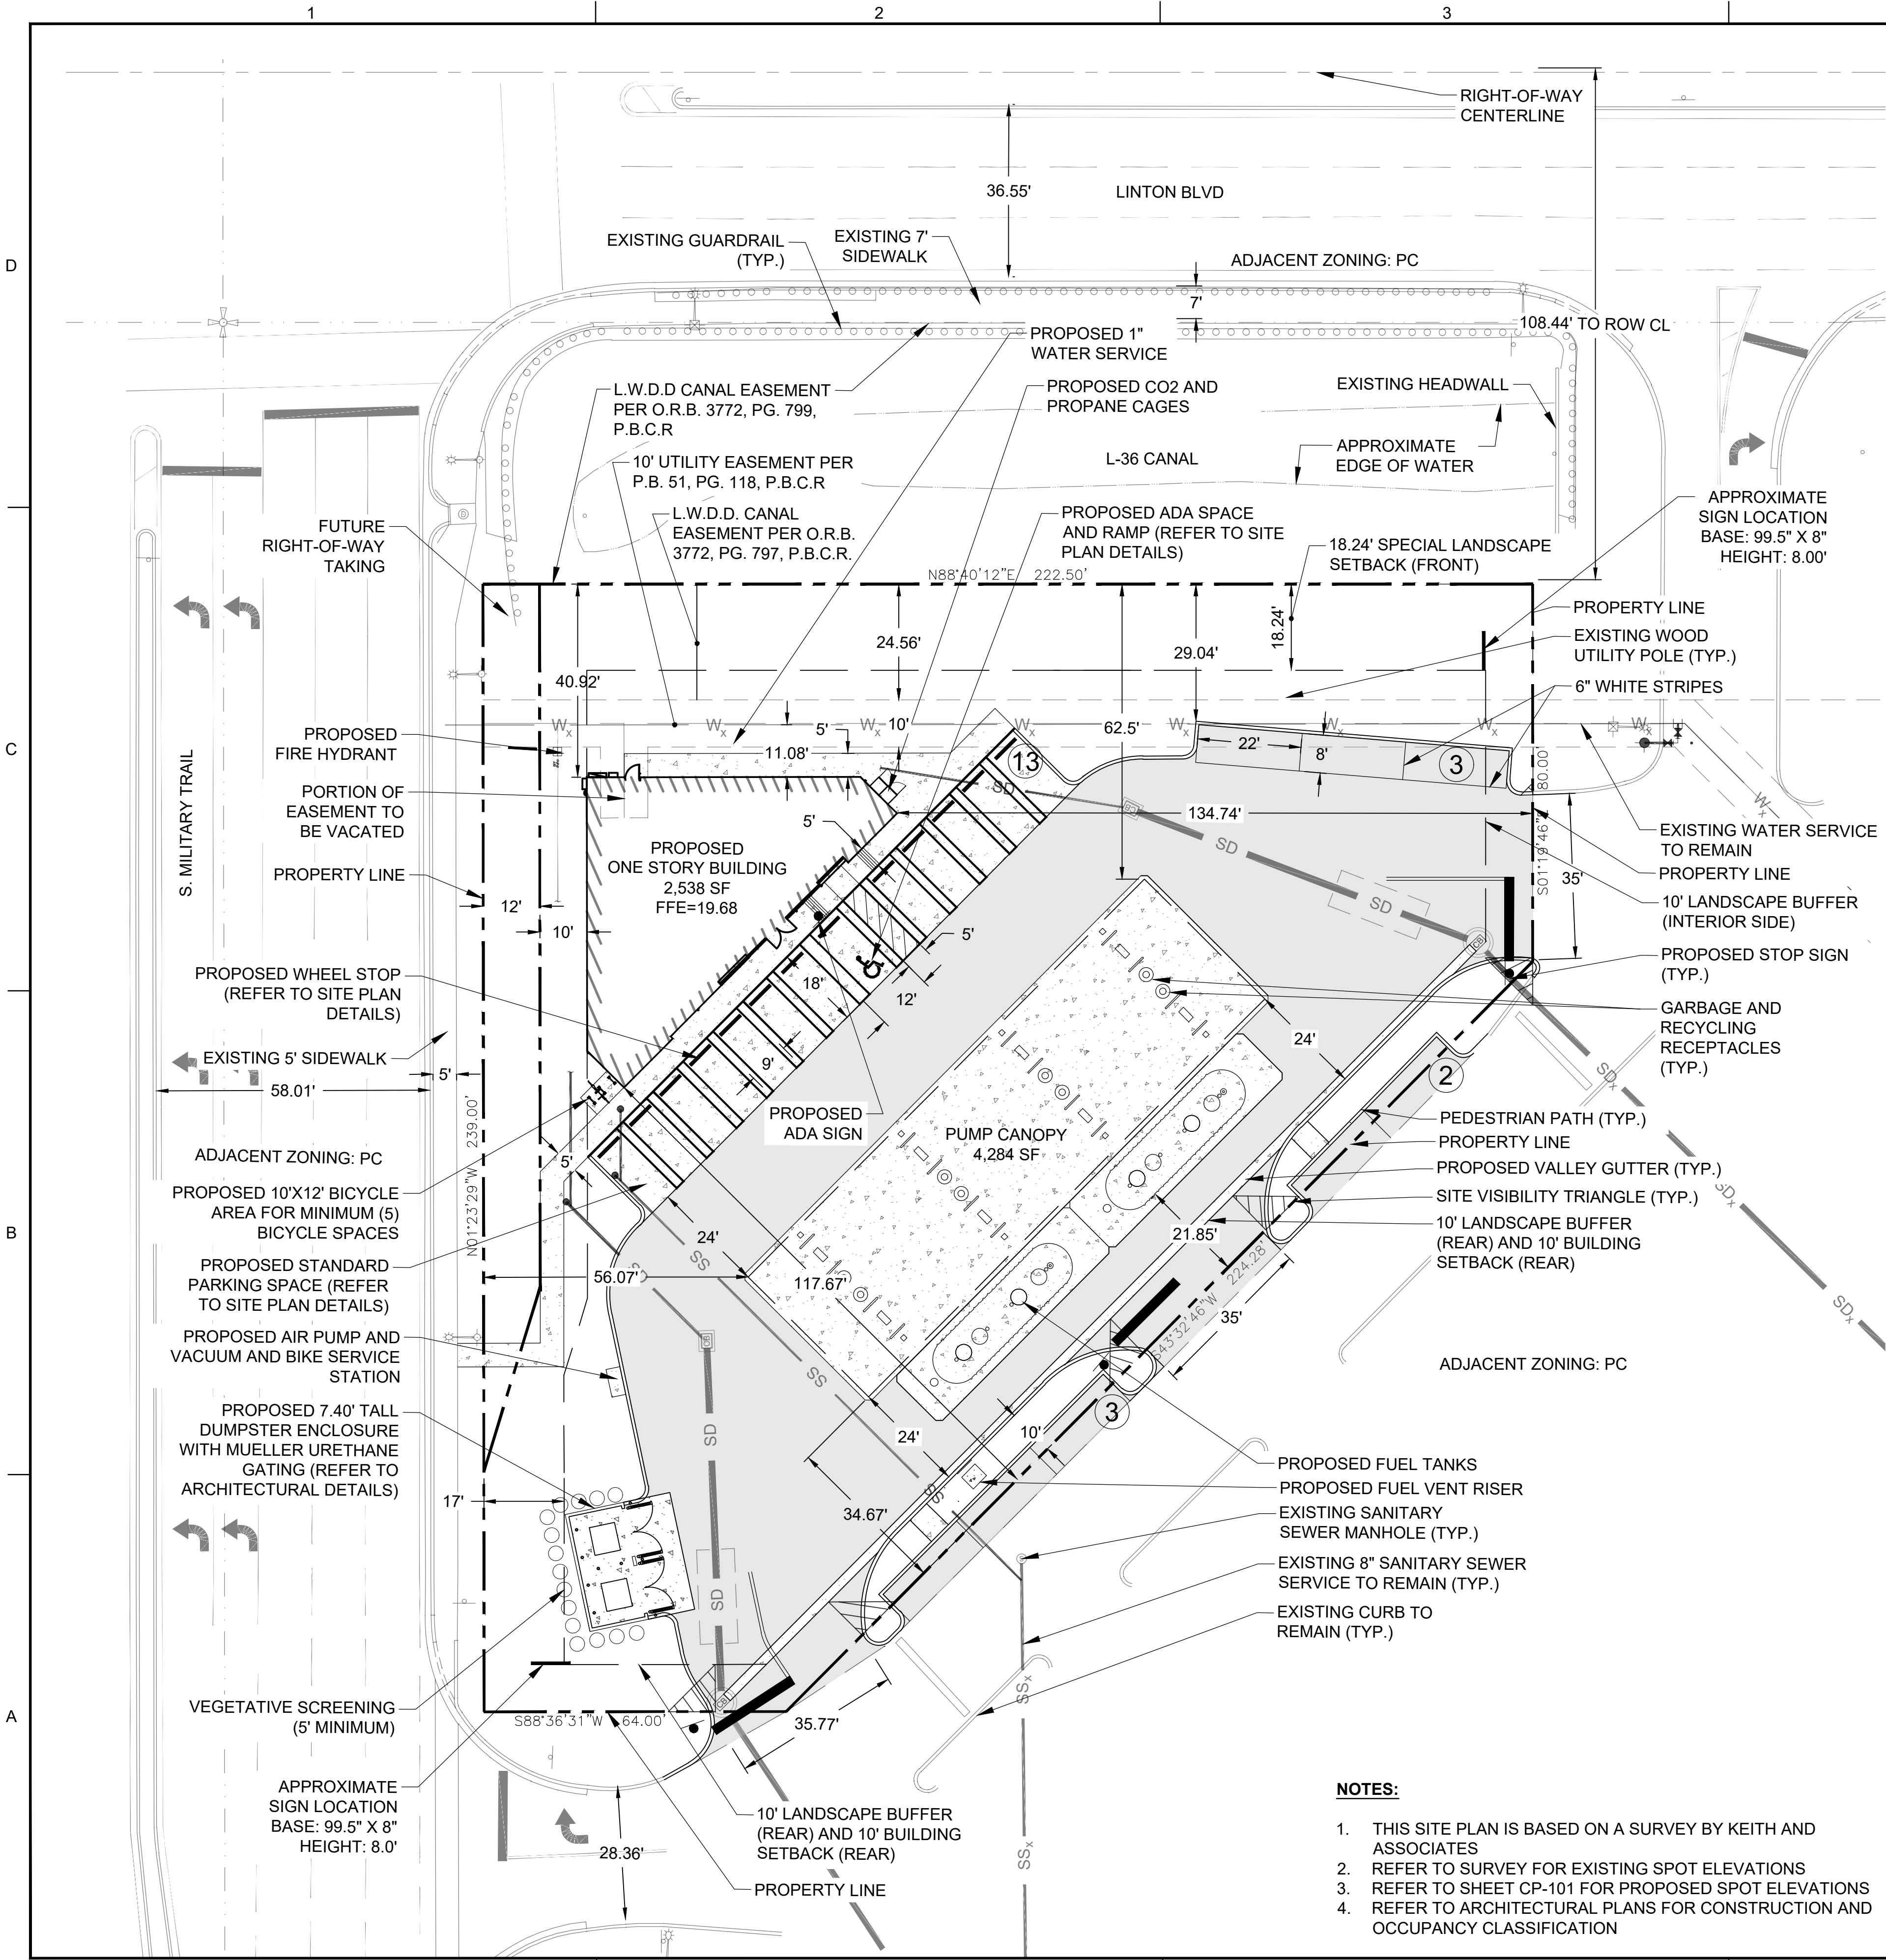 1
2
3
D
C
B
A
RIGHT-OF-WAY
CENTERLINE
36.55'
LINTON BLVD
EXISTING GUARDRAIL
(TYP.)
EXISTING 7'
SIDEWALK
ADJACENT ZONING: PC
7'
108.44' TO ROW CL
PROPOSED 1"
WATER SERVICE
L.W.D.D CANAL EASEMENT
PER O.R.B. 3772, PG. 799,
P.B.C.R
PROPOSED CO2 AND
PROPANE CAGES
EXISTING HEADWALL
10' UTILITY EASEMENT PER
P.B. 51, PG. 118, P.B.C.R
L-36 CANAL
APPROXIMATE
EDGE OF WATER
FUTURE
RIGHT-OF-WAY
TAKING
L.W.D.D. CANAL
EASEMENT PER O.R.B.
3772, PG. 797, P.B.C.R.
PROPOSED ADA SPACE
AND RAMP (REFER TO SITE
PLAN DETAILS)
18.24' SPECIAL LANDSCAPE
SETBACK (FRONT)
APPROXIMATE
SIGN LOCATION
BASE: 99.5" X 8"
HEIGHT: 8.00'
N88°40'12"E 222.50'
PROPERTY LINE
EXISTING WOOD
UTILITY POLE (TYP.)
24.56'
29.04'
18.24'
40.92'
6" WHITE STRIPES
PROPOSED
FIRE HYDRANT
Wx
Wx
Wx
Wx
Wx
Wx
Wx
Wx
Wx
5'
10'
62.5'
11.08'
13
22'
8'
3
80.00'
S01°19'46"E
PORTION OF
EASEMENT TO
BE VACATED
SD
134.74'
5'
SD
EXISTING WATER SERVICE
TO REMAIN
S. MILITARY TRAIL
PROPERTY LINE
PROPOSED
ONE STORY BUILDING
2,538 SF
FFE=19.68
PROPERTY LINE
35'
12'
10'
SD
10' LANDSCAPE BUFFER
(INTERIOR SIDE)
5'
PROPOSED WHEEL STOP
(REFER TO SITE PLAN
DETAILS)
18'
12'
PROPOSED STOP SIGN
(TYP.)
GARBAGE AND
RECYCLING
RECEPTACLES
(TYP.)
24'
EXISTING 5' SIDEWALK
5'
9'
58.01'
2
SDx
PROPOSED
ADA SIGN
PUMP CANOPY
4,284 SF
PEDESTRIAN PATH (TYP.)
PROPERTY LINE
N01°23'29"W 239.00'
ADJACENT ZONING: PC
5'
PROPOSED VALLEY GUTTER (TYP.)
SDx
SITE VISIBILITY TRIANGLE (TYP.)
PROPOSED 10'X12' BICYCLE
AREA FOR MINIMUM (5)
BICYCLE SPACES
10' LANDSCAPE BUFFER
(REAR) AND 10' BUILDING
SETBACK (REAR)
24'
21.85'
SS
SS
PROPOSED STANDARD
PARKING SPACE (REFER
TO SITE PLAN DETAILS)
56.07'
117.67'
S43°32'46"W 224.28'
35'
SDx
PROPOSED AIR PUMP AND
VACUUM AND BIKE SERVICE
STATION
SS
ADJACENT ZONING: PC
PROPOSED 7.40' TALL
DUMPSTER ENCLOSURE
WITH MUELLER URETHANE
GATING (REFER TO
ARCHITECTURAL DETAILS)
SD
24'
10'
3
PROPOSED FUEL TANKS
PROPOSED FUEL VENT RISER
17'
34.67'
SS
EXISTING SANITARY
SEWER MANHOLE (TYP.)
EXISTING 8" SANITARY SEWER
SERVICE TO REMAIN (TYP.)
SD
EXISTING CURB TO
REMAIN (TYP.)
VEGETATIVE SCREENING
(5' MINIMUM)
S88°36'31"W 64.00'
SSx
35.77'
APPROXIMATE
SIGN LOCATION
BASE: 99.5" X 8"
HEIGHT: 8.0'
10' LANDSCAPE BUFFER
(REAR) AND 10' BUILDING
SETBACK (REAR)
28.36'
SSx
PROPERTY LINE
NOTES:
1. THIS SITE PLAN IS BASED ON A SURVEY BY KEITH AND
ASSOCIATES
2. REFER TO SURVEY FOR EXISTING SPOT ELEVATIONS
3. REFER TO SHEET CP-101 FOR PROPOSED SPOT ELEVATIONS
4. REFER TO ARCHITECTURAL PLANS FOR CONSTRUCTION AND
OCCUPANCY CLASSIFICATION